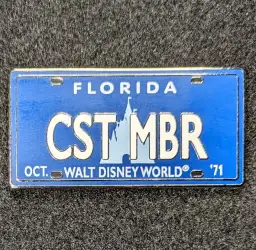 FLORIDA
CST MBR
OCT. WALT DISNEY WORLD® '71